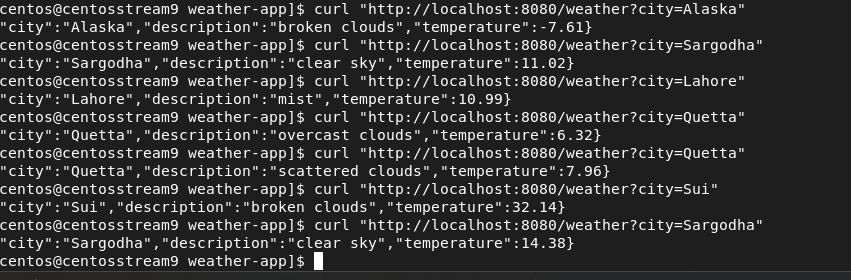 centos@centosstream9 weather-app]$ curl "http://localhost:8080/weather?city=Alaska"
"city":"Alaska","description":"broken clouds","temperature":-7.61}
centos@centosstream9 weather-app]$ curl "http://localhost:8080/weather?city=Sargodha"
"city":"Sargodha","description":"clear sky","temperature":11.02}
centos@centosstream9 weather-app]$ curl "http://localhost:8080/weather?city=Lahore"
"city":"Lahore","description":"mist","temperature":10.99}
centos@centosstream9 weather-app]$ curl "http://localhost:8080/weather?city=Quetta"
"city":"Quetta","description":"overcast clouds","temperature":6.32}
centos@centosstream9 weather-app]$ curl "http://localhost:8080/weather?city=Quetta"
"city":"Quetta","description":"scattered clouds","temperature":7.96}
centos@centosstream9 weather-app]$ curl "http://localhost:8080/weather?city=Sui"
"city":"Sui","description":"broken clouds","temperature":32.14}
centos@centosstream9 weather-app]$ curl "http://localhost:8080/weather?city=Sargodha"
"city":"Sargodha","description":"clear sky","temperature":14.38}
centos@centosstream9 weather-app]$